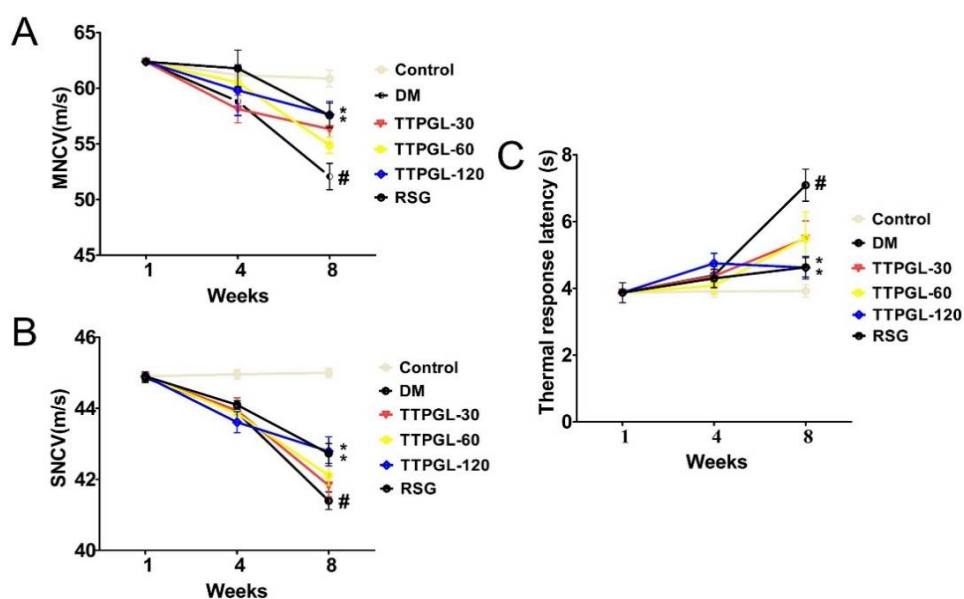 A
MNCV(m/s)
65
60
55
50
45
1
4
8
Weeks
*
*
#
Control
DM
TTPGL-30
TTPGL-60
TTPGL-120
RSG
B
SNCV(m/s)
46
44
42
40
1
4
8
Weeks
*
*
#
Control
DM
TTPGL-30
TTPGL-60
TTPGL-120
RSG
C
Thermal response latency (s)
8
6
4
2
0
1
4
8
Weeks
#
*
*
Control
DM
TTPGL-30
TTPGL-60
TTPGL-120
RSG